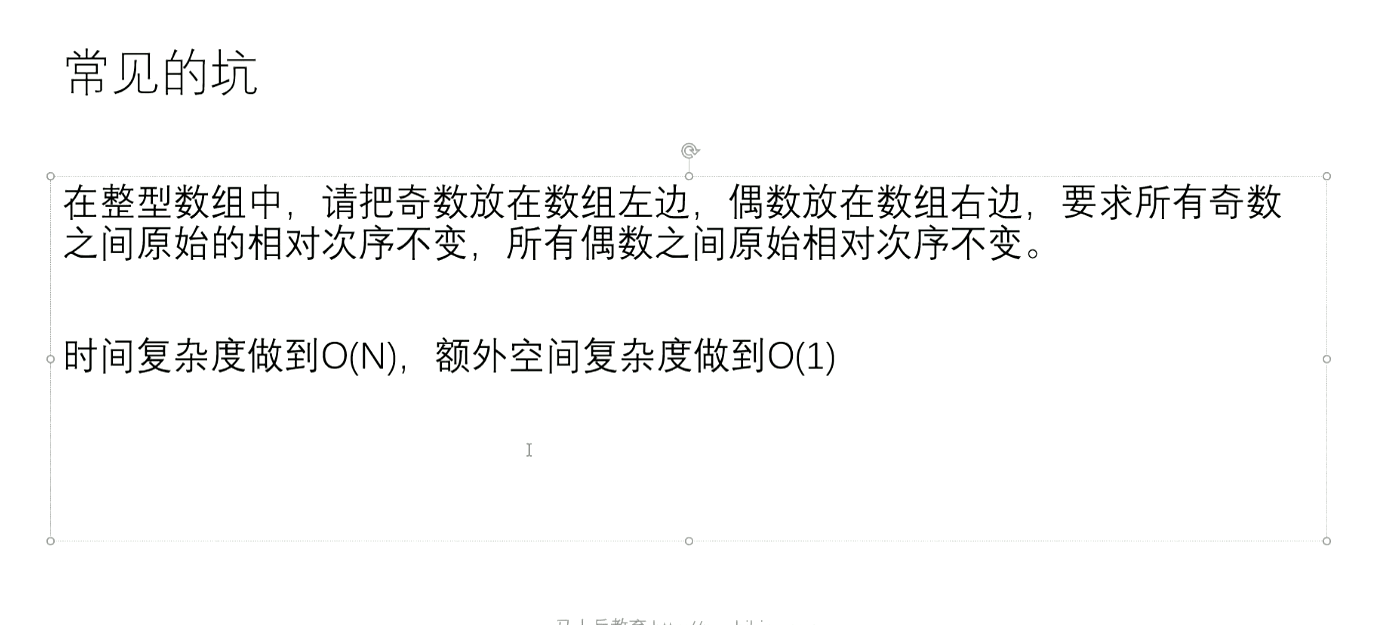 常见的坑
在整型数组中，请把奇数放在数组左边，偶数放在数组右边，要求所有奇数
之间原始的相对次序不变，所有偶数之间原始相对次序不变。
时间复杂度做到O(N)，额外空间复杂度做到O(1)